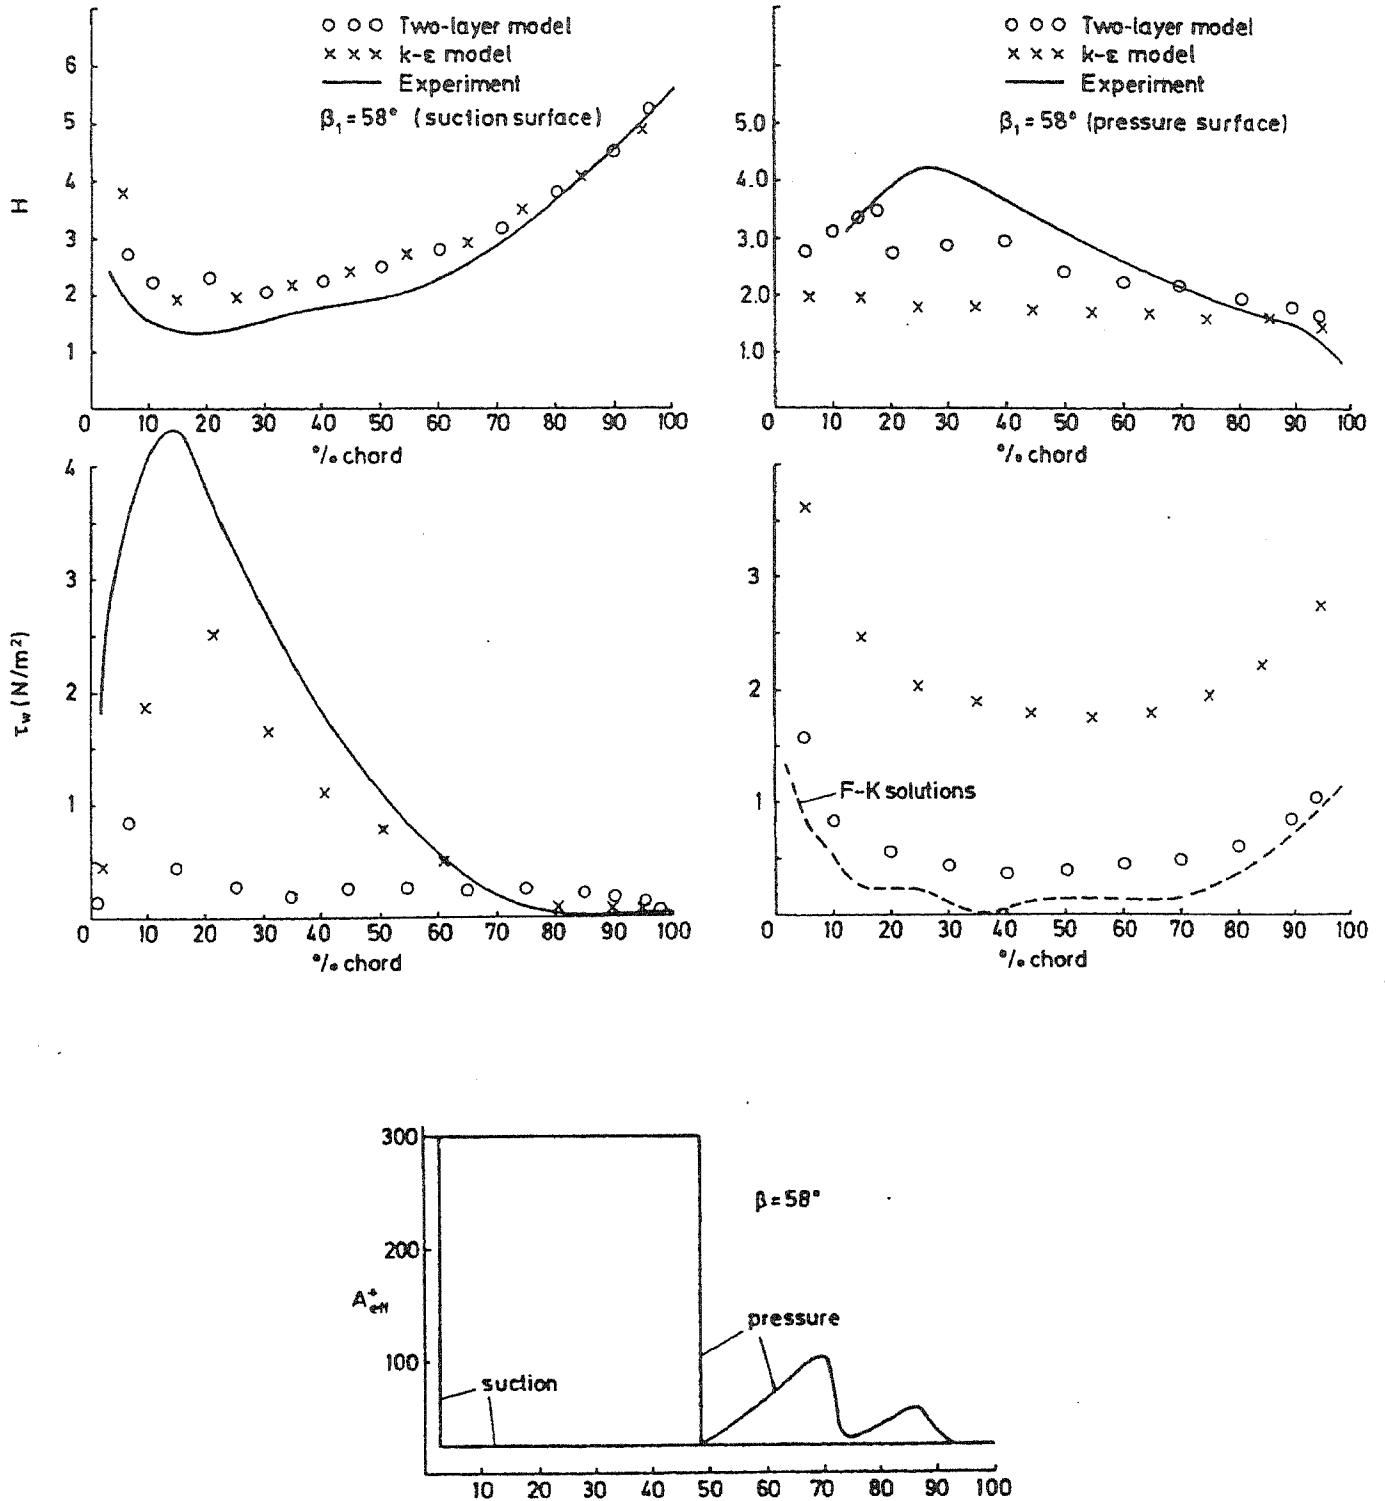 o o o Two-layer model
x x x k-ε model
Experiment
β₁ = 58° (suction surface)
H
6
5
4
3
2
1
0 10 20 30 40 50 60 70 80 90 100
% chord
o o o Two-layer model
x x x k-ε model
Experiment
β₁ = 58° (pressure surface)
5.0
4.0
3.0
2.0
1.0
0 10 20 30 40 50 60 70 80 90 100
% chord
τw (N/m²)
4
3
2
1
0 10 20 30 40 50 60 70 80 90 100
% chord
3
2
1
F-K solutions
0 10 20 30 40 50 60 70 80 90 100
% chord
300
200
100
A⁺eff
β = 58°
pressure
suction
10 20 30 40 50 60 70 80 90 100